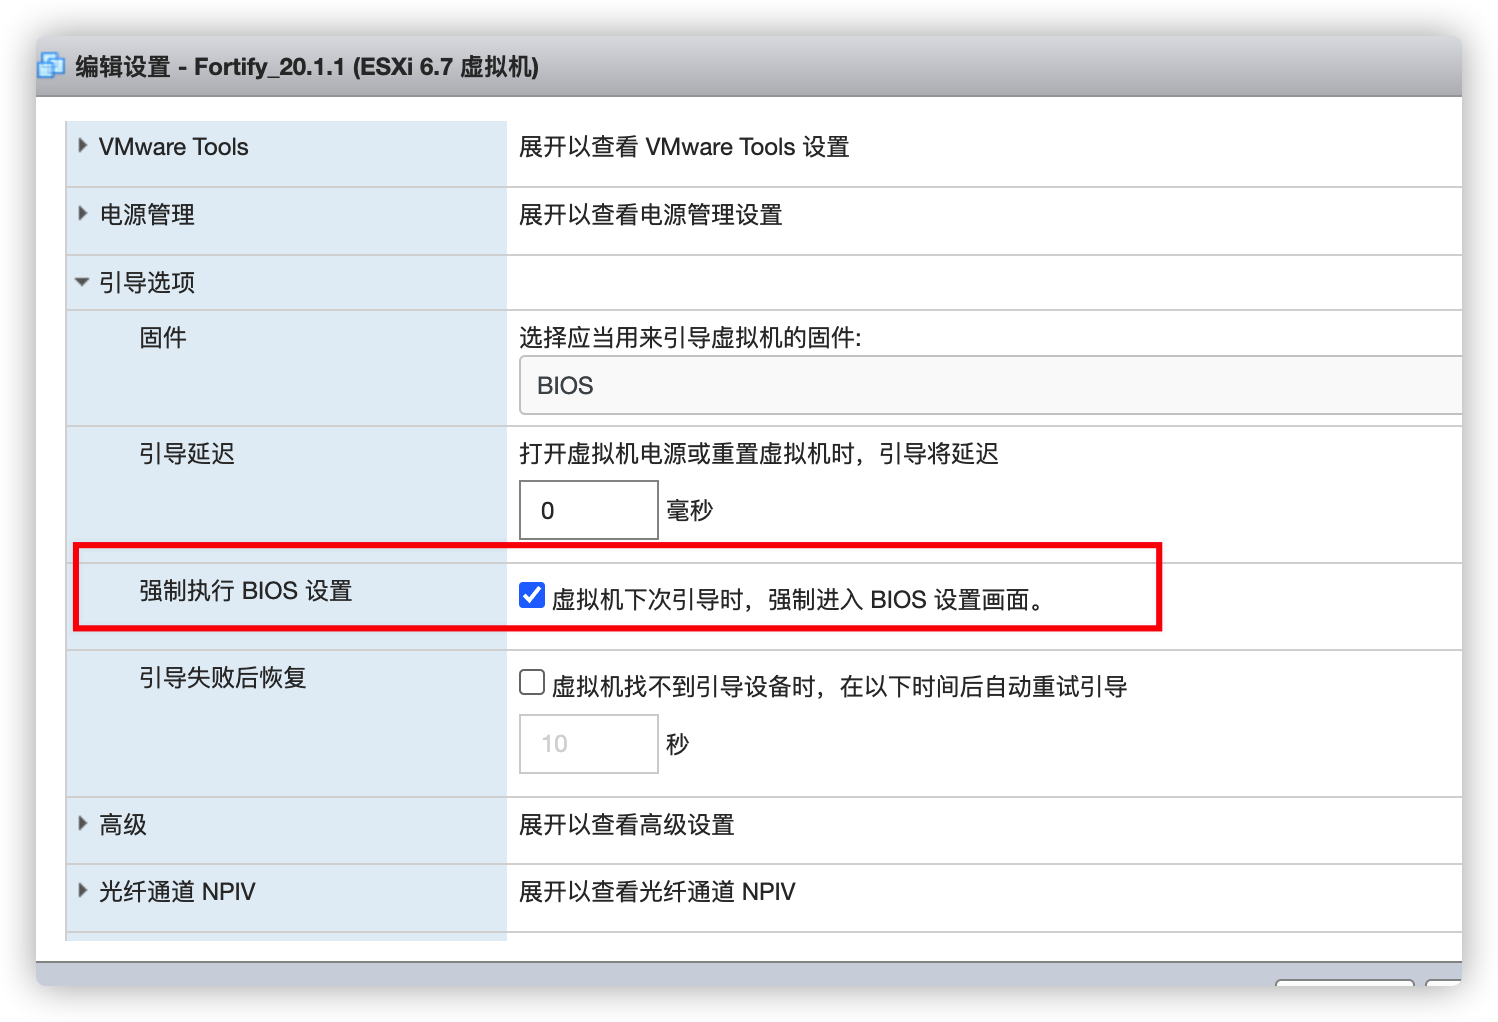 编辑设置 - Fortify_20.1.1 (ESXi 6.7 虚拟机)
VMware Tools
展开以查看 VMware Tools 设置
电源管理
展开以查看电源管理设置
引导选项
固件
选择应当用来引导虚拟机的固件:
BIOS
引导延迟
打开虚拟机电源或重置虚拟机时，引导将延迟
0 毫秒
强制执行 BIOS 设置
虚拟机下次引导时，强制进入 BIOS 设置画面。
引导失败后恢复
虚拟机找不到引导设备时，在以下时间后自动重试引导
10 秒
高级
展开以查看高级设置
光纤通道 NPIV
展开以查看光纤通道 NPIV